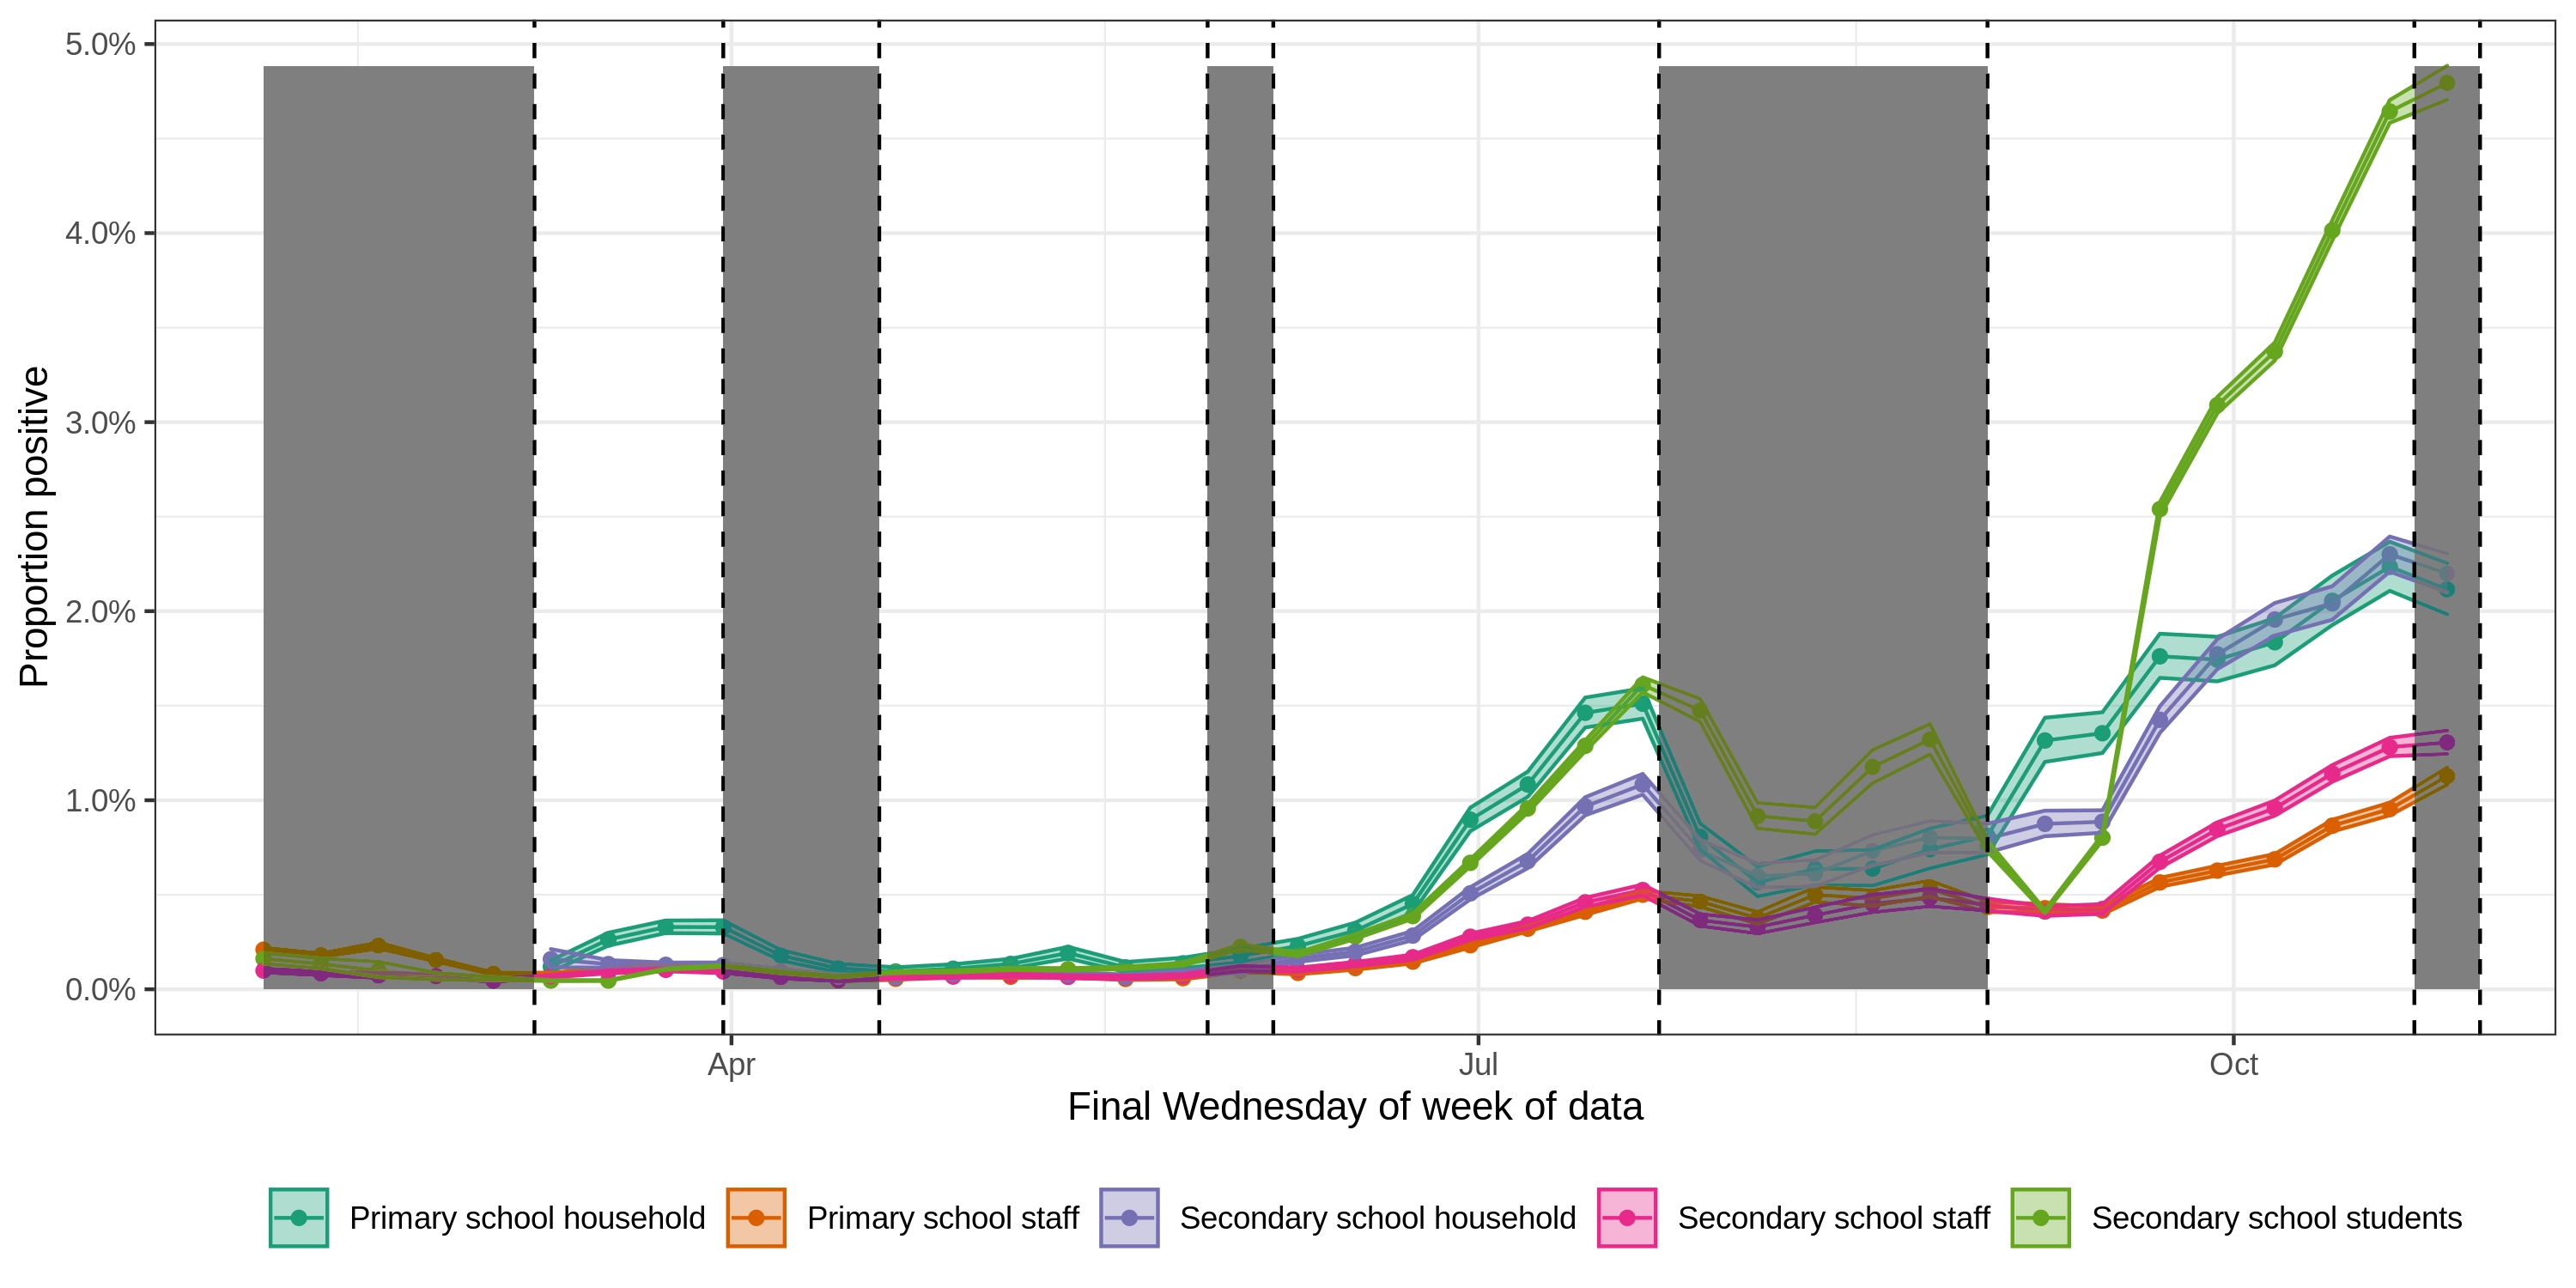 5.0%
4.0%
3.0%
2.0%
1.0%
0.0%
Proportion positive
Apr Jul Oct
Final Wednesday of week of data
Primary school household Primary school staff Secondary school household Secondary school staff Secondary school students